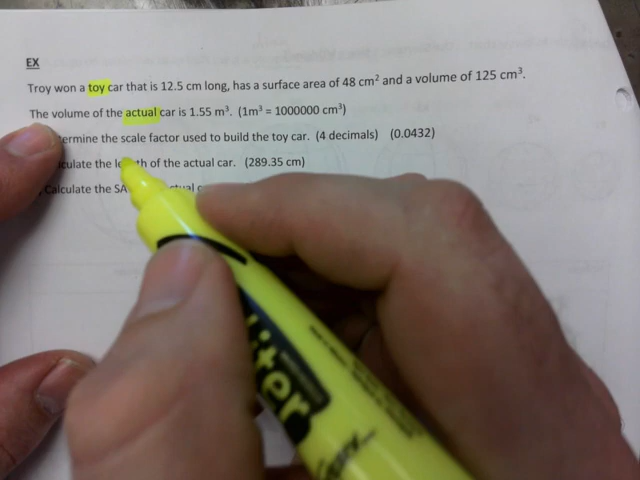 EX
Troy won a toy car that is 12.5 cm long, has a surface area of 48 cm² and a volume of 125 cm³.
The volume of the actual car is 1.55 m³. (1m³ = 1000000 cm³)
the scale factor used to build the toy car. (4 decimals) (0.0432)
the of the actual car. (289.35 cm)
Calculate the SA